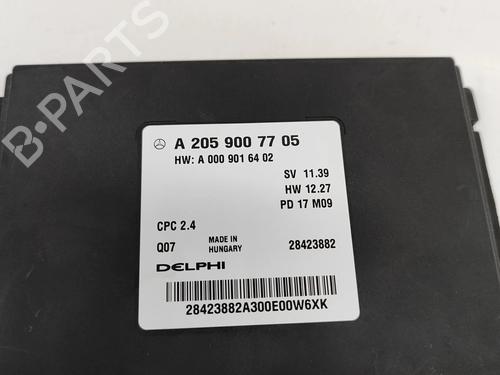 B-PARTS
A 205 900 77 05
HW: A 000 901 64 02
SV 11.39
HW 12.27
PD 17 M09
CPC 2.4
Q07 MADE IN HUNGARY 28423882
DELPHI
28423882A300E00W6XK